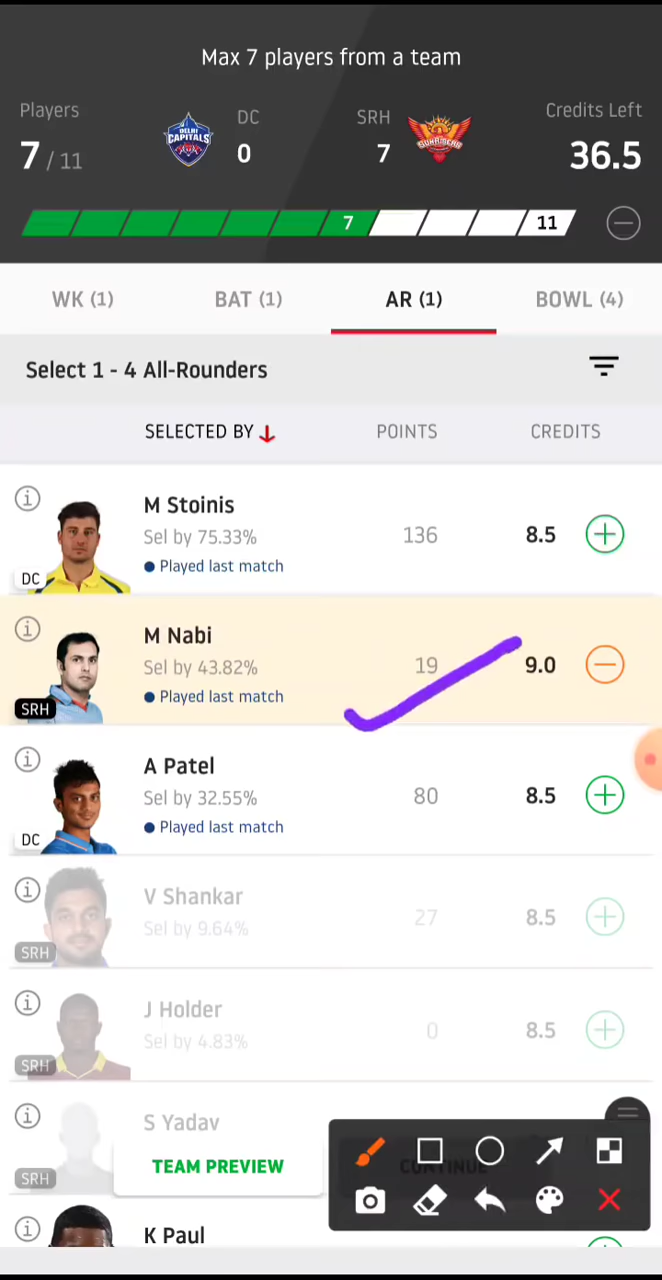 Max 7 players from a team
Players DC SRH Credits Left
7 / 11 DELHI CAPITALS 0 7 SUNRISERS 36.5
7 11
WK (1) BAT (1) AR (1) BOWL (4)
Select 1 - 4 All-Rounders
SELECTED BY POINTS CREDITS
M Stoinis
Sel by 75.33% 136 8.5
Played last match
DC
M Nabi
Sel by 43.82% 19 9.0
Played last match
SRH
A Patel
Sel by 32.55% 80 8.5
Played last match
DC
V Shankar
Sel by 9.64% 27 8.5
SRH
J Holder
Sel by 4.83% 0 8.5
SRH
S Yadav
TEAM PREVIEW CONTINUE
SRH
K Paul